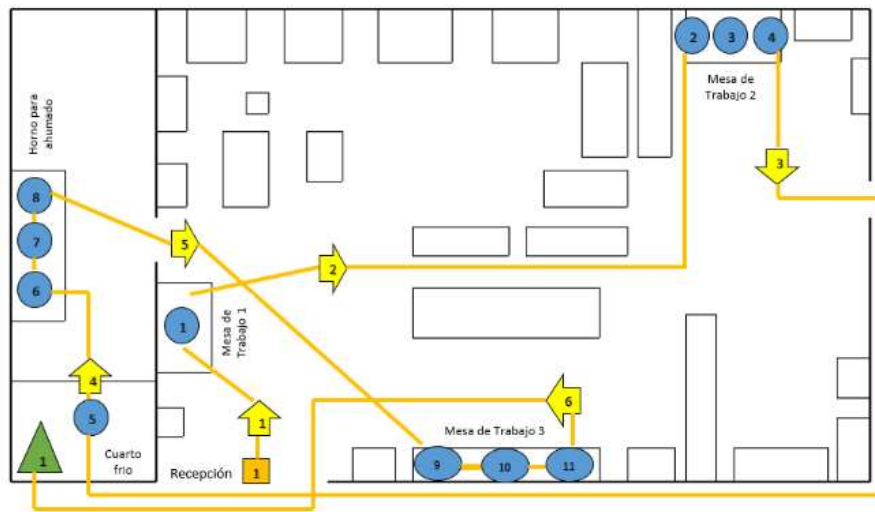 2 3 4
Mesa de
Trabajo 2
Horno para
ahumado
3
8
7
5
6
2
1
Mesa de
Trabajo 1
4
5
1
6
Mesa de Trabajo 3
1
Cuarto
frio
Recepción
1
9 10 11